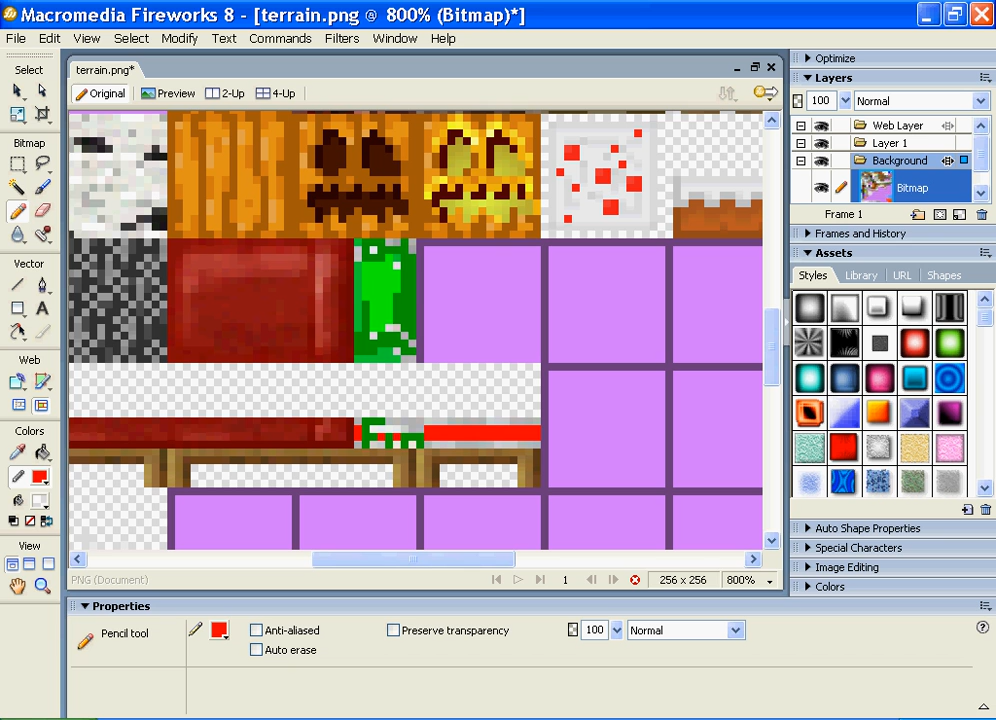 Macromedia Fireworks 8 - [terrain.png @ 800% (Bitmap)*]
File Edit View Select Modify Text Commands Filters Window Help
Select
Bitmap
Vector
Web
Colors
View
terrain.png*
Original Preview 2-Up 4-Up
Fm
PNG (Document) 1 256 x 256 800%
Optimize
Layers
100 Normal
Web Layer
Layer 1
Background
Bitmap
Frame 1
Frames and History
Assets
Styles Library URL Shapes
Auto Shape Properties
Special Characters
Image Editing
Colors
Properties
Pencil tool
Anti-aliased
Auto erase
Preserve transparency
100 Normal